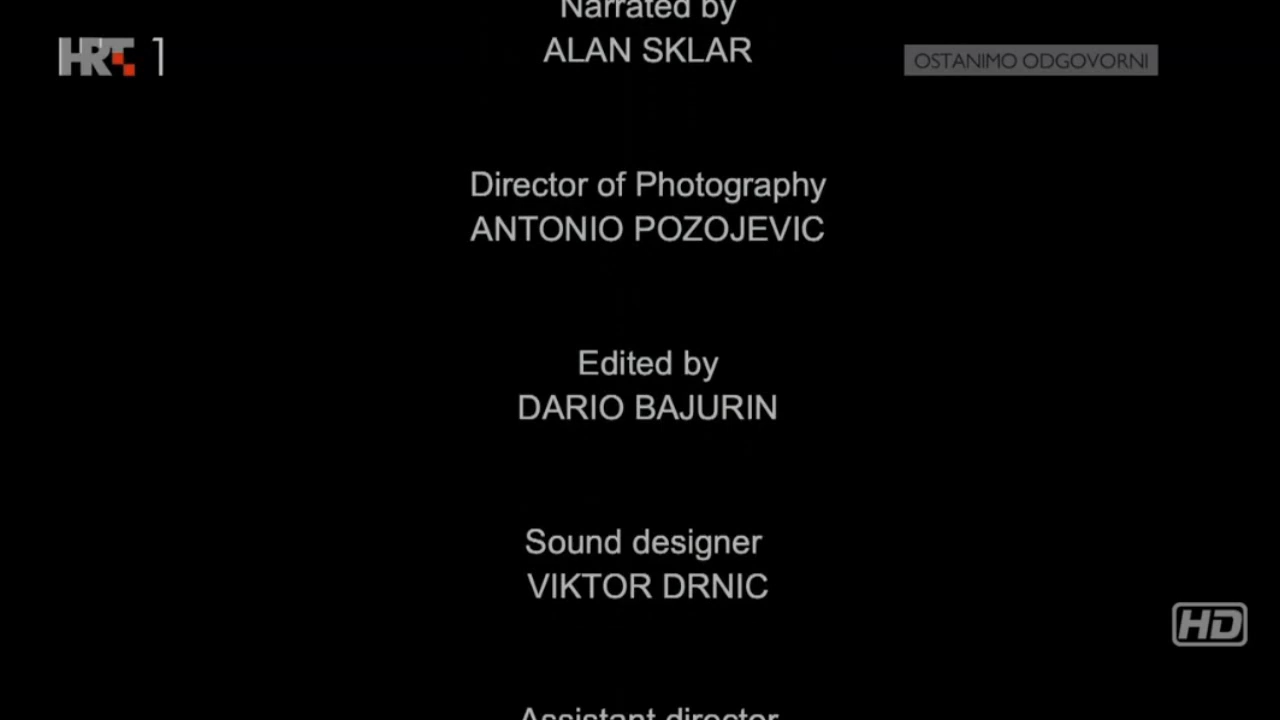 Narrated by
ALAN SKLAR
HRT 1
OSTANIMO ODGOVORNI
Director of Photography
ANTONIO POZOJEVIC
Edited by
DARIO BAJURIN
Sound designer
VIKTOR DRNIC
HD
Assistant director